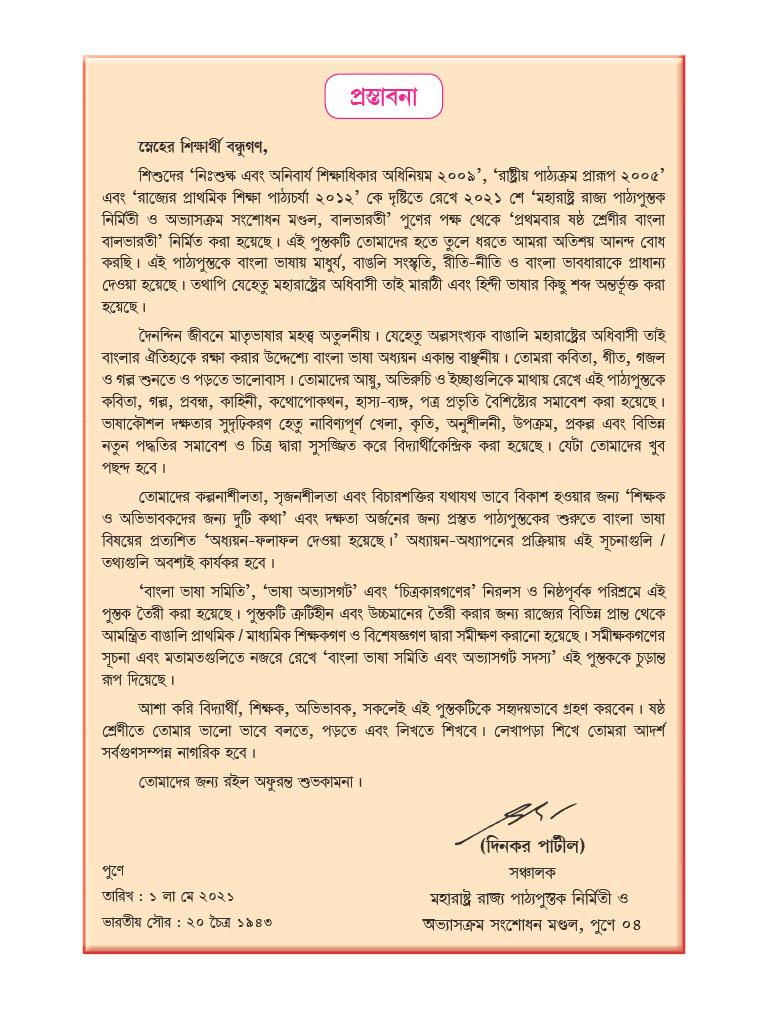 প্রস্তাবনা
স্নেহের শিক্ষার্থী বন্ধুগণ,
শিশুদের ‘নিঃশুল্ক এবং অনিবার্য শিক্ষাধিকার অধিনিয়ম ২০০৯’, ‘রাষ্ট্রীয় পাঠ্যক্রম প্রারূপ ২০০৫’
এবং ‘রাজ্যের প্রাথমিক শিক্ষা পাঠ্যচর্যা ২০১২’ কে দৃষ্টিতে রেখে ২০২১ শে ‘মহারাষ্ট্র রাজ্য পাঠ্যপুস্তক
নির্মিতী ও অভ্যাসক্রম সংশোধন মণ্ডল, বালভারতী’ পুণের পক্ষ থেকে ‘প্রথমবার ষষ্ঠ শ্রেণীর বাংলা
বালভারতী’ নির্মিত করা হয়েছে। এই পুস্তকটি তোমাদের হতে তুলে ধরতে আমরা অতিশয় আনন্দ বোধ
করছি। এই পাঠ্যপুস্তকে বাংলা ভাষায় মাধুর্য, বাঙলি সংস্কৃতি, রীতি-নীতি ও বাংলা ভাবধারাকে প্রাধান্য
দেওয়া হয়েছে। তথাপি যেহেতু মহারাষ্ট্রের অধিবাসী তাই মারাঠী এবং হিন্দী ভাষার কিছু শব্দ অন্তর্ভূক্ত করা
হয়েছে।
দৈনন্দিন জীবনে মাতৃভাষার মহত্ত্ব অতুলনীয়। যেহেতু অল্পসংখ্যক বাঙালি মহারাষ্ট্রের অধিবাসী তাই
বাংলার ঐতিহ্যকে রক্ষা করার উদ্দেশ্যে বাংলা ভাষা অধ্যয়ন একান্ত বাঞ্ছনীয়। তোমরা কবিতা, গীত, গজল
ও গল্প শুনতে ও পড়তে ভালোবাস। তোমাদের আয়ু, অভিরুচি ও ইচ্ছাগুলিকে মাথায় রেখে এই পাঠ্যপুস্তকে
কবিতা, গল্প, প্রবন্ধ, কাহিনী, কথোপোকথন, হাস্য-ব্যঙ্গ, পত্র প্রভৃতি বৈশিষ্ট্যের সমাবেশ করা হয়েছে।
ভাষাকৌশল দক্ষতার সুদৃঢ়িকরণ হেতু নাবিণ্যপূর্ণ খেলা, কৃতি, অনুশীলনী, উপক্রম, প্রকল্প এবং বিভিন্ন
নতুন পদ্ধতির সমাবেশ ও চিত্র দ্বারা সুসজ্জিত করে বিদ্যার্থীকেন্দ্রিক করা হয়েছে। যেটা তোমাদের খুব
পছন্দ হবে।
তোমাদের কল্পনাশীলতা, সৃজনশীলতা এবং বিচারশক্তির যথাযথ ভাবে বিকাশ হওয়ার জন্য ‘শিক্ষক
ও অভিভাবকদের জন্য দুটি কথা’ এবং দক্ষতা অর্জনের জন্য প্রস্তুত পাঠ্যপুস্তকের শুরুতে বাংলা ভাষা
বিষয়ের প্রত্যশিত ‘অধ্যয়ন-ফলাফল দেওয়া হয়েছে।’ অধ্যায়ন-অধ্যাপনের প্রক্রিয়ায় এই সূচনাগুলি /
তথ্যগুলি অবশ্যই কার্যকর হবে।
‘বাংলা ভাষা সমিতি’, ‘ভাষা অভ্যাসগট’ এবং ‘চিত্রকারগণের’ নিরলস ও নিষ্ঠপূর্বক পরিশ্রমে এই
পুস্তক তৈরী করা হয়েছে। পুস্তকটি ত্রুটিহীন এবং উচ্চমানের তৈরী করার জন্য রাজ্যের বিভিন্ন প্রান্ত থেকে
আমন্ত্রিত বাঙালি প্রাথমিক / মাধ্যমিক শিক্ষকগণ ও বিশেষজ্ঞগণ দ্বারা সমীক্ষণ করানো হয়েছে। সমীক্ষকগণের
সূচনা এবং মতামতগুলিতে নজরে রেখে ‘বাংলা ভাষা সমিতি এবং অভ্যাসগট সদস্য’ এই পুস্তককে চুড়ান্ত
রূপ দিয়েছে।
আশা করি বিদ্যার্থী, শিক্ষক, অভিভাবক, সকলেই এই পুস্তকটিকে সহৃদয়ভাবে গ্রহণ করবেন। ষষ্ঠ
শ্রেণীতে তোমার ভালো ভাবে বলতে, পড়তে এবং লিখতে শিখবে। লেখাপড়া শিখে তোমরা আদর্শ
সর্বগুণসম্পন্ন নাগরিক হবে।
তোমাদের জন্য রইল অফুরন্ত শুভকামনা।
(দিনকর পাটীল)
পুণে
সঞ্চালক
তারিখ : ১ লা মে ২০২১
মহারাষ্ট্র রাজ্য পাঠ্যপুস্তক নির্মিতী ও
ভারতীয় সৌর : ২০ চৈত্র ১৯৪৩
অভ্যাসক্রম সংশোধন মণ্ডল, পুণে ০৪